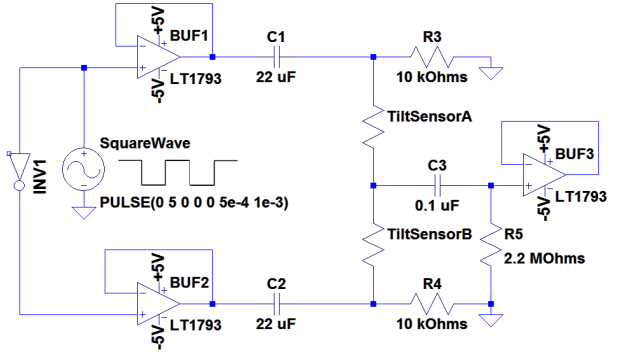 +5V
BUF1
LT1793
-5V
C1
22 uF
R3
10 kOhms
TiltSensorA
INV1
SquareWave
PULSE(0 5 0 0 0 5e-4 1e-3)
C3
0.1 uF
+5V
BUF3
LT1793
-5V
TiltSensorB
R5
2.2 MOhms
+5V
BUF2
LT1793
-5V
C2
22 uF
R4
10 kOhms